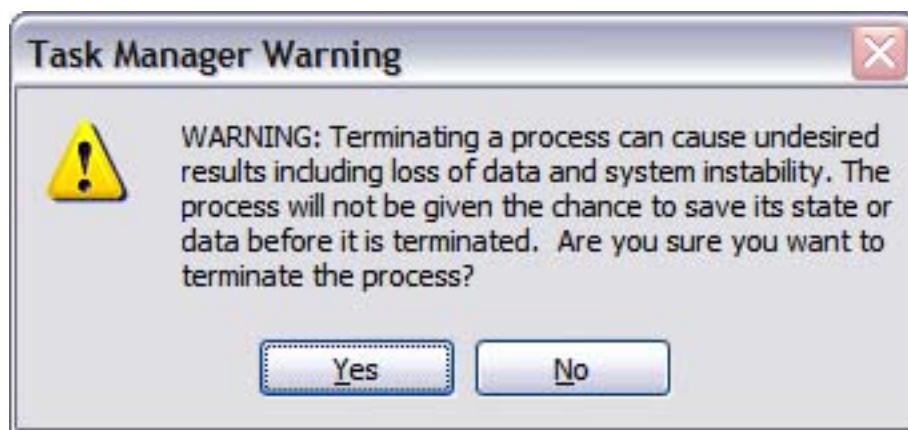 Task Manager Warning
WARNING: Terminating a process can cause undesired
results including loss of data and system instability. The
process will not be given the chance to save its state or
data before it is terminated.  Are you sure you want to
terminate the process?
Yes
No